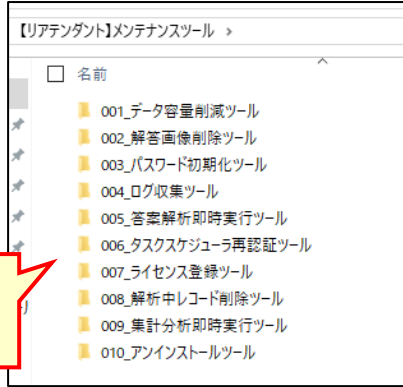 【リアテンダント】メンテナンスツール >
名前
001_データ容量削減ツール
002_解答画像削除ツール
003_パスワード初期化ツール
004_ログ収集ツール
005_答案解析即時実行ツール
006_タスクスケジューラ再認証ツール
007_ライセンス登録ツール
008_解析中レコード削除ツール
009_集計分析即時実行ツール
010_アンインストールツール